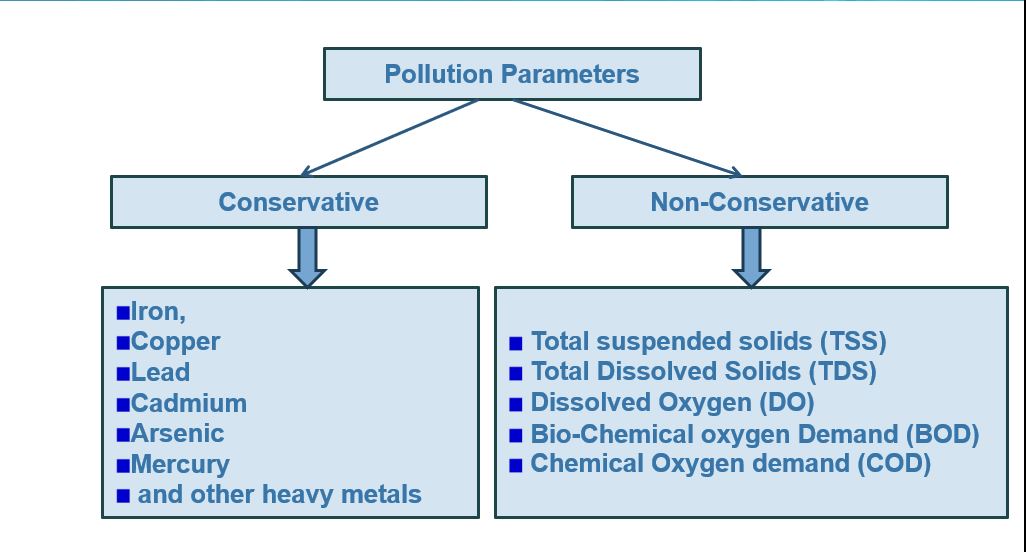 Pollution Parameters
Conservative
Non-Conservative
■Iron,
■Copper
■Lead
■Cadmium
■Arsenic
■Mercury
■ and other heavy metals
■ Total suspended solids (TSS)
■ Total Dissolved Solids (TDS)
■ Dissolved Oxygen (DO)
■ Bio-Chemical oxygen Demand (BOD)
■ Chemical Oxygen demand (COD)